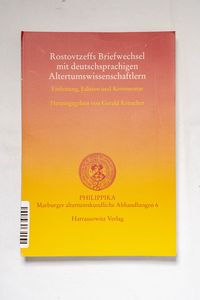 Rostovtzeffs Briefwechsel
mit deutschsprachigen
Altertumswissenschaftlern
Einleitung, Edition und Kommentar
Herausgegeben von Gerald Kreucher
PHILIPPIKA
Marburger altertumskundliche Abhandlungen 6
Harrassowitz Verlag